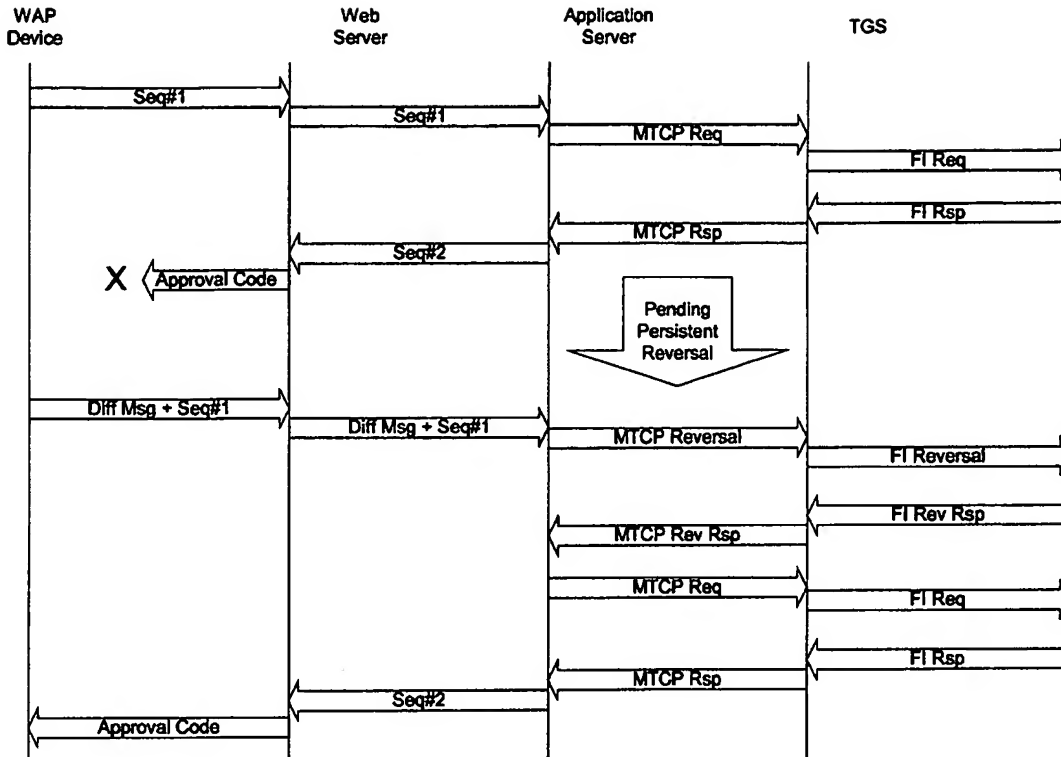 WAP
Device
Web
Server
Application
Server
TGS
Seq#1
Seq#1
MTCP Req
FI Req
FI Rsp
MTCP Rsp
Seq#2
X
Approval Code
Pending
Persistent
Reversal
Diff Msg + Seq#1
Diff Msg + Seq#1
MTCP Reversal
FI Reversal
FI Rev Rsp
MTCP Rev Rsp
MTCP Req
FI Req
FI Rsp
MTCP Rsp
Seq#2
Approval Code